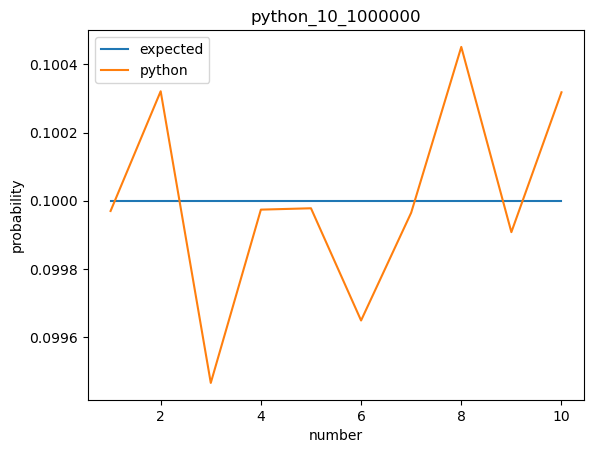 python_10_1000000
expected
python
0.1004
0.1002
0.1000
0.0998
0.0996
probability
2 4 6 8 10
number